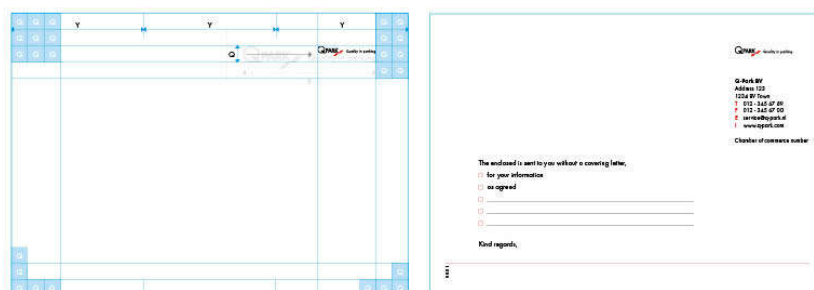 Q Q Q Y Y Y Q Q
Q Q
Q Q Q Q PARK Quality in parking Q Q
Q
Q Q
Q Q Q Q Q
Q PARK Quality in parking
Q-Park BV
Address 123
1234 BV Town
T 012 - 345 67 89
F 012 - 345 67 00
E service@q-park.nl
I www.q-park.com
Chamber of commerce number
The enclosed is sent to you without a covering letter,
for your information
as agreed
Kind regards,